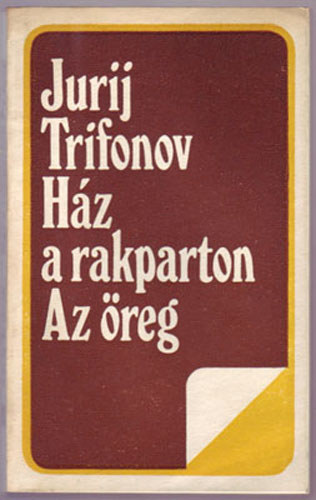 Jurij
Trifonov
Ház
a rakparton
Az öreg